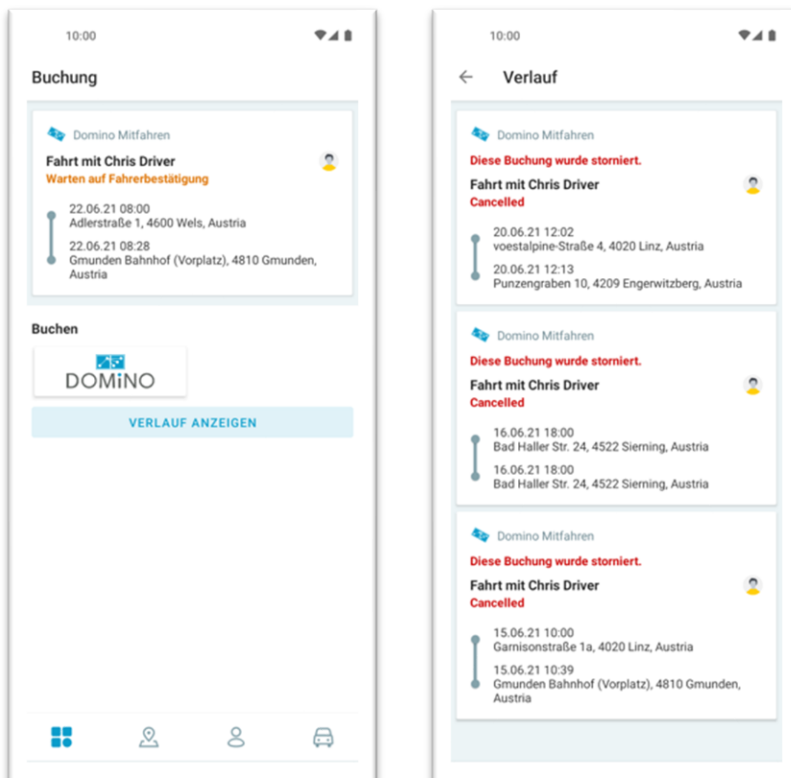 10:00
Buchung
Domino Mitfahren
Fahrt mit Chris Driver
Warten auf Fahrerbestätigung
22.06.21 08:00
Adlerstraße 1, 4600 Wels, Austria
22.06.21 08:28
Gmunden Bahnhof (Vorplatz), 4810 Gmunden,
Austria
Buchen
DOMiNO
VERLAUF ANZEIGEN
10:00
Verlauf
Domino Mitfahren
Diese Buchung wurde storniert.
Fahrt mit Chris Driver
Cancelled
20.06.21 12:02
voestalpine-Straße 4, 4020 Linz, Austria
20.06.21 12:13
Punzengraben 10, 4209 Engerwitzberg, Austria
Domino Mitfahren
Diese Buchung wurde storniert.
Fahrt mit Chris Driver
Cancelled
16.06.21 18:00
Bad Haller Str. 24, 4522 Sierning, Austria
16.06.21 18:00
Bad Haller Str. 24, 4522 Sierning, Austria
Domino Mitfahren
Diese Buchung wurde storniert.
Fahrt mit Chris Driver
Cancelled
15.06.21 10:00
Garnisonstraße 1a, 4020 Linz, Austria
15.06.21 10:39
Gmunden Bahnhof (Vorplatz), 4810 Gmunden,
Austria